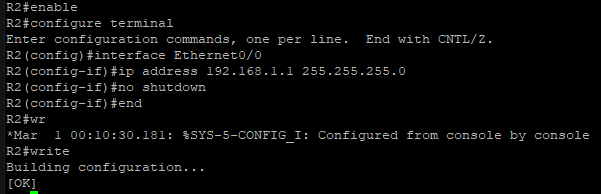 R2#enable
R2#configure terminal
Enter configuration commands, one per line.  End with CNTL/Z.
R2(config)#interface Ethernet0/0
R2(config-if)#ip address 192.168.1.1 255.255.255.0
R2(config-if)#no shutdown
R2(config-if)#end
R2#wr
*Mar  1 00:10:30.181: %SYS-5-CONFIG_I: Configured from console by console
R2#write
Building configuration...
[OK]